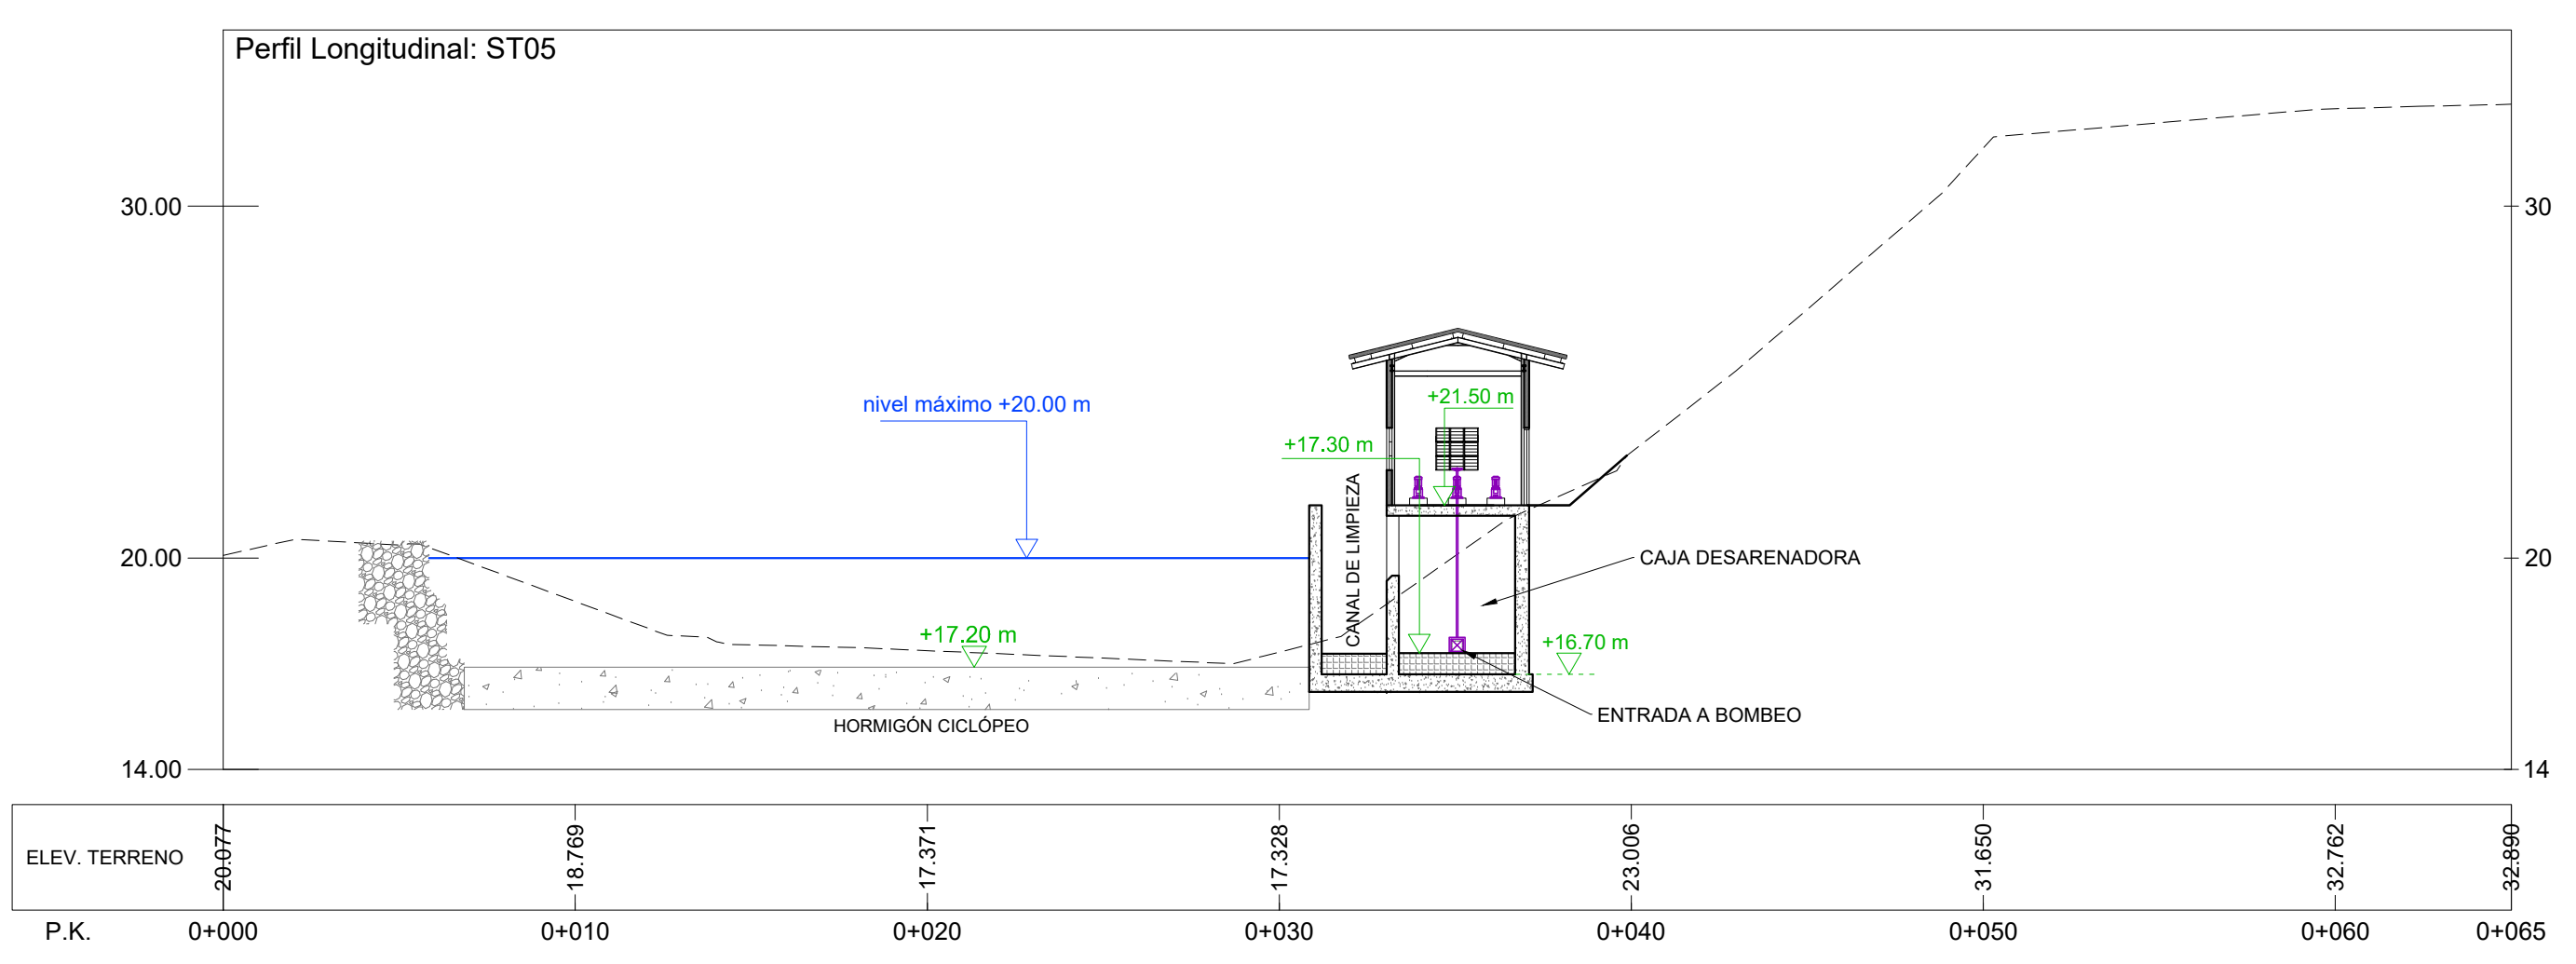 Perfil Longitudinal: ST05
30.00
30
nivel máximo +20.00 m
+21.50 m
+17.30 m
CANAL DE LIMPIEZA
20.00
CAJA DESARENADORA
20
+17.20 m
+16.70 m
ENTRADA A BOMBEO
HORMIGÓN CICLÓPEO
14.00
14
ELEV. TERRENO
20.077
18.769
17.371
17.328
23.006
31.650
32.762
32.890
P.K.
0+000
0+010
0+020
0+030
0+040
0+050
0+060
0+065